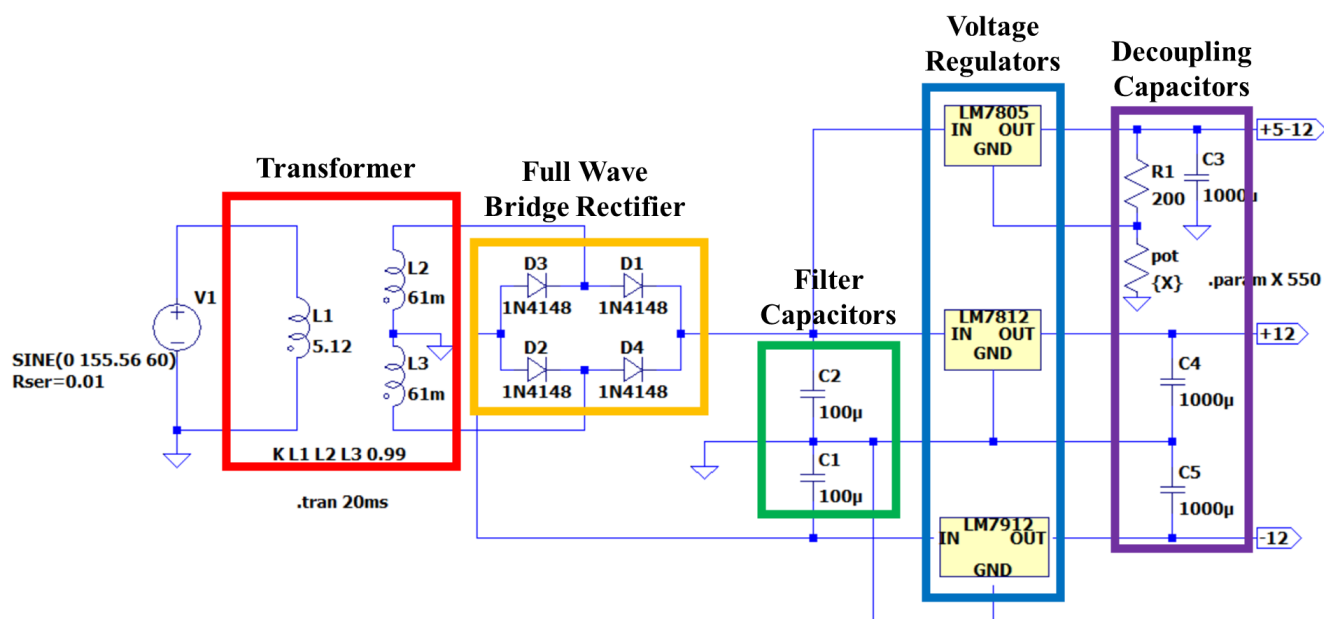 Voltage
Regulators
Decoupling
Capacitors
Transformer
Full Wave
Bridge Rectifier
Filter
Capacitors
V1
SINE(0 155.56 60)
Rser=0.01
L1
5.12
L2
61m
L3
61m
K L1 L2 L3 0.99
.tran 20ms
D3
1N4148
D1
1N4148
D2
1N4148
D4
1N4148
C2
100µ
C1
100µ
LM7805
IN OUT
GND
LM7812
IN OUT
GND
LM7912
IN OUT
GND
R1
200
C3
1000µ
pot
{X}
.param X 550
C4
1000µ
C5
1000µ
+5-12
+12
-12